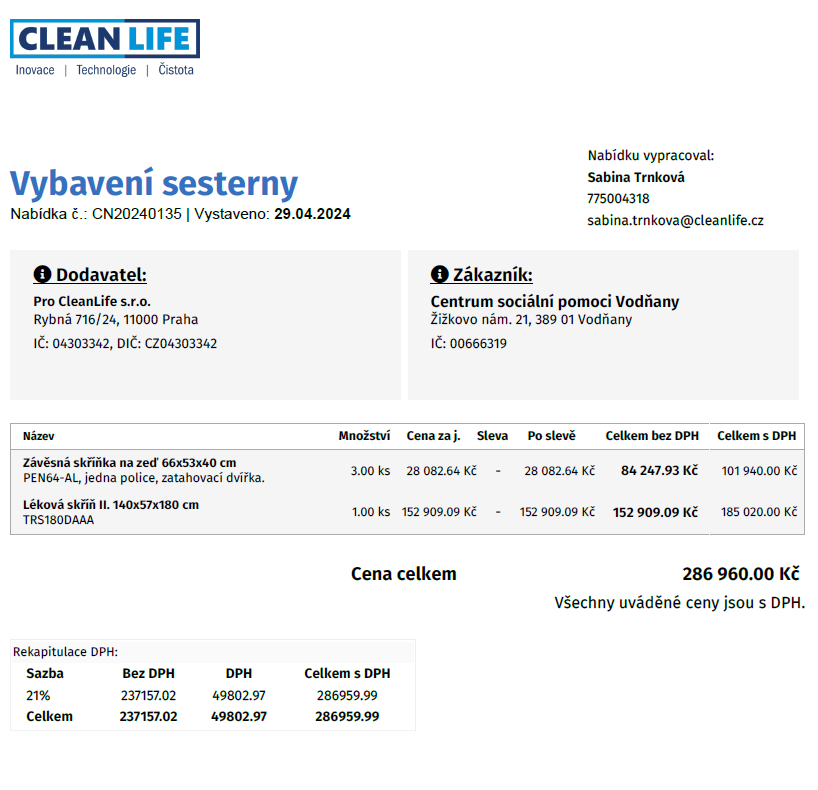 CLEAN LIFE
Inovace | Technologie | Čistota
Nabídku vypracoval:
Sabina Trnková
775004318
sabina.trnkova@cleanlife.cz
Vybavení sesterny
Nabídka č.: CN20240135 | Vystaveno: 29.04.2024
Dodavatel:
Pro CleanLife s.r.o.
Rybná 716/24, 11000 Praha
IČ: 04303342, DIČ: CZ04303342
Zákazník:
Centrum sociální pomoci Vodňany
Žižkovo nám. 21, 389 01 Vodňany
IČ: 00666319
Název Množství Cena za j. Sleva Po slevě Celkem bez DPH Celkem s DPH
Závěsná skříňka na zeď 66x53x40 cm
PEN64-AL, jedna police, zatahovací dvířka.
3.00 ks 28 082.64 Kč - 28 082.64 Kč 84 247.93 Kč 101 940.00 Kč
Léková skříň II. 140x57x180 cm
TRS180DAAA
1.00 ks 152 909.09 Kč - 152 909.09 Kč 152 909.09 Kč 185 020.00 Kč
Cena celkem 286 960.00 Kč
Všechny uváděné ceny jsou s DPH.
Rekapitulace DPH:
Sazba Bez DPH DPH Celkem s DPH
21% 237157.02 49802.97 286959.99
Celkem 237157.02 49802.97 286959.99